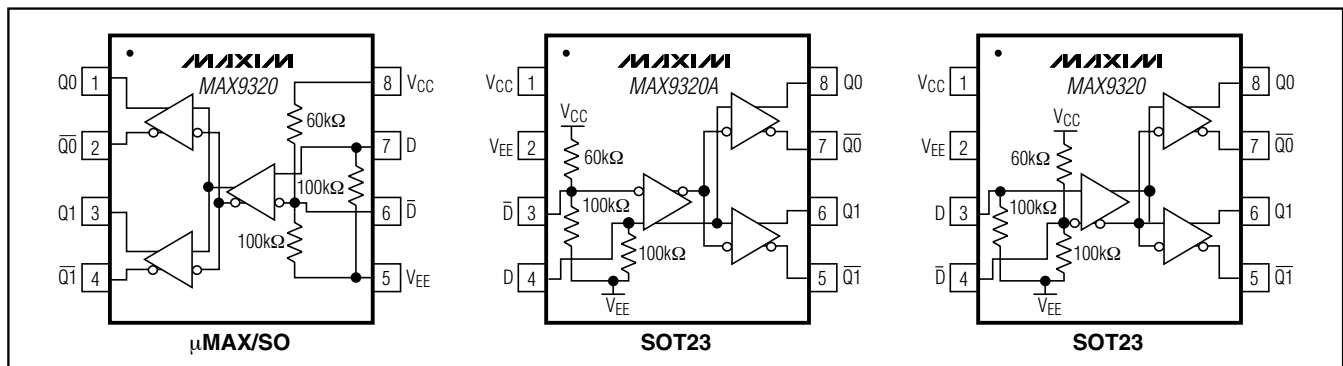 MAXIM
MAX9320
Q0 1
Q0 2
Q1 3
Q1 4
8 VCC
7 D
6 D
5 VEE
60kΩ
100kΩ
100kΩ
µMAX/SO
MAXIM
MAX9320A
VCC 1
VEE 2
D 3
D 4
8 Q0
7 Q0
6 Q1
5 Q1
VCC
60kΩ
100kΩ
100kΩ
VEE
SOT23
MAXIM
MAX9320
VCC 1
VEE 2
D 3
D 4
8 Q0
7 Q0
6 Q1
5 Q1
VCC
60kΩ
100kΩ
100kΩ
VEE
SOT23